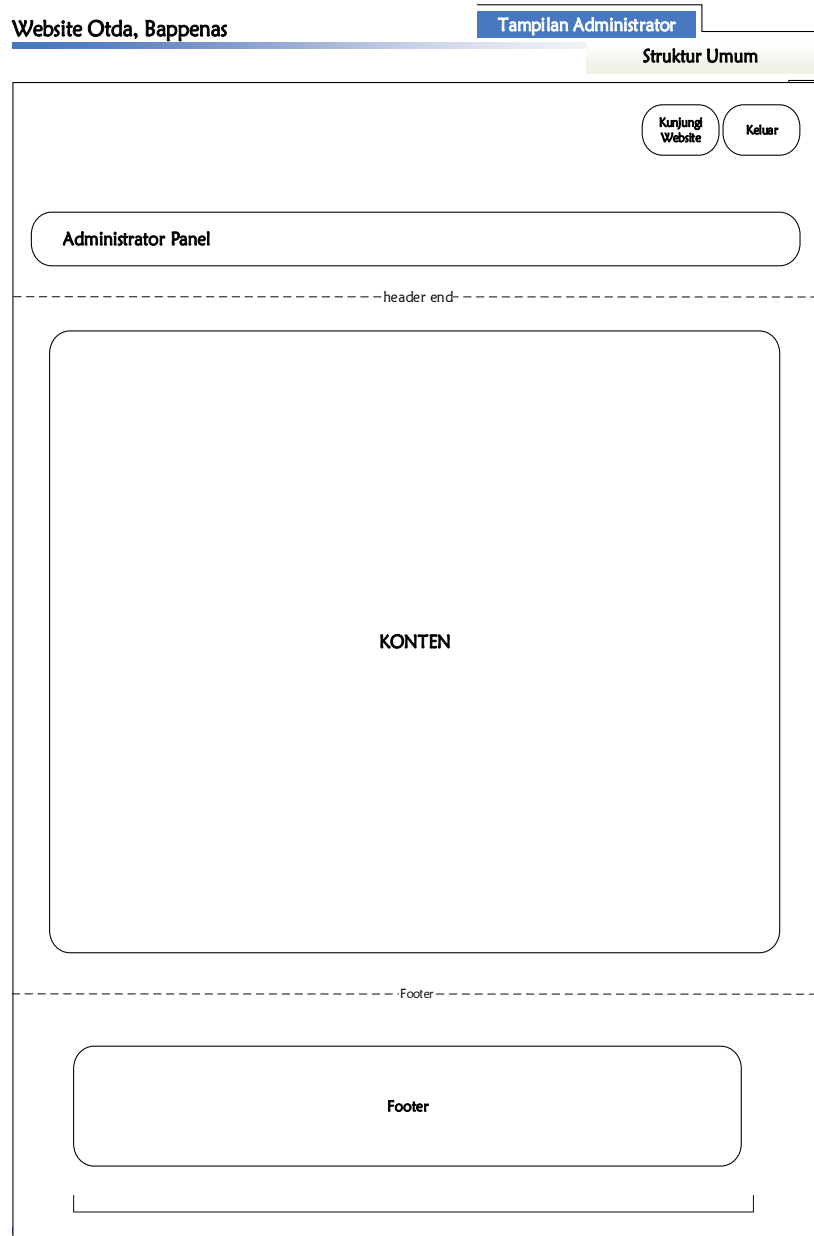 Website Otda, Bappenas
Tampilan Administrator
Struktur Umum
Kunjungi
Website
Keluar
Administrator Panel
header end
KONTEN
Footer
Footer